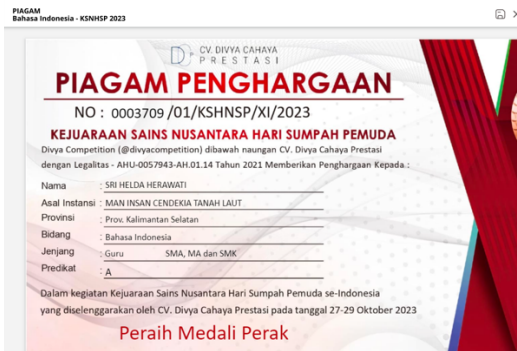 PIAGAM
Bahasa Indonesia - KSNHSP 2023
CV. DIVYA CAHAYA
PRESTASI
PIAGAM PENGHARGAAN
NO : 0003709 /01/KSHNSP/XI/2023
KEJUARAAN SAINS NUSANTARA HARI SUMPAH PEMUDA
Divya Competition (@divyacompetition) dibawah naungan CV. Divya Cahaya Prestasi
dengan Legalitas - AHU-0057943-AH.01.14 Tahun 2021 Memberikan Penghargaan Kepada :
Nama : SRI HELDA HERAWATI
Asal Instansi : MAN INSAN CENDEKIA TANAH LAUT
Provinsi : Prov. Kalimantan Selatan
Bidang : Bahasa Indonesia
Jenjang : Guru SMA, MA dan SMK
Predikat : A
Dalam kegiatan Kejuaraan Sains Nusantara Hari Sumpah Pemuda se-Indonesia
yang diselenggarakan oleh CV. Divya Cahaya Prestasi pada tanggal 27-29 Oktober 2023
Peraih Medali Perak